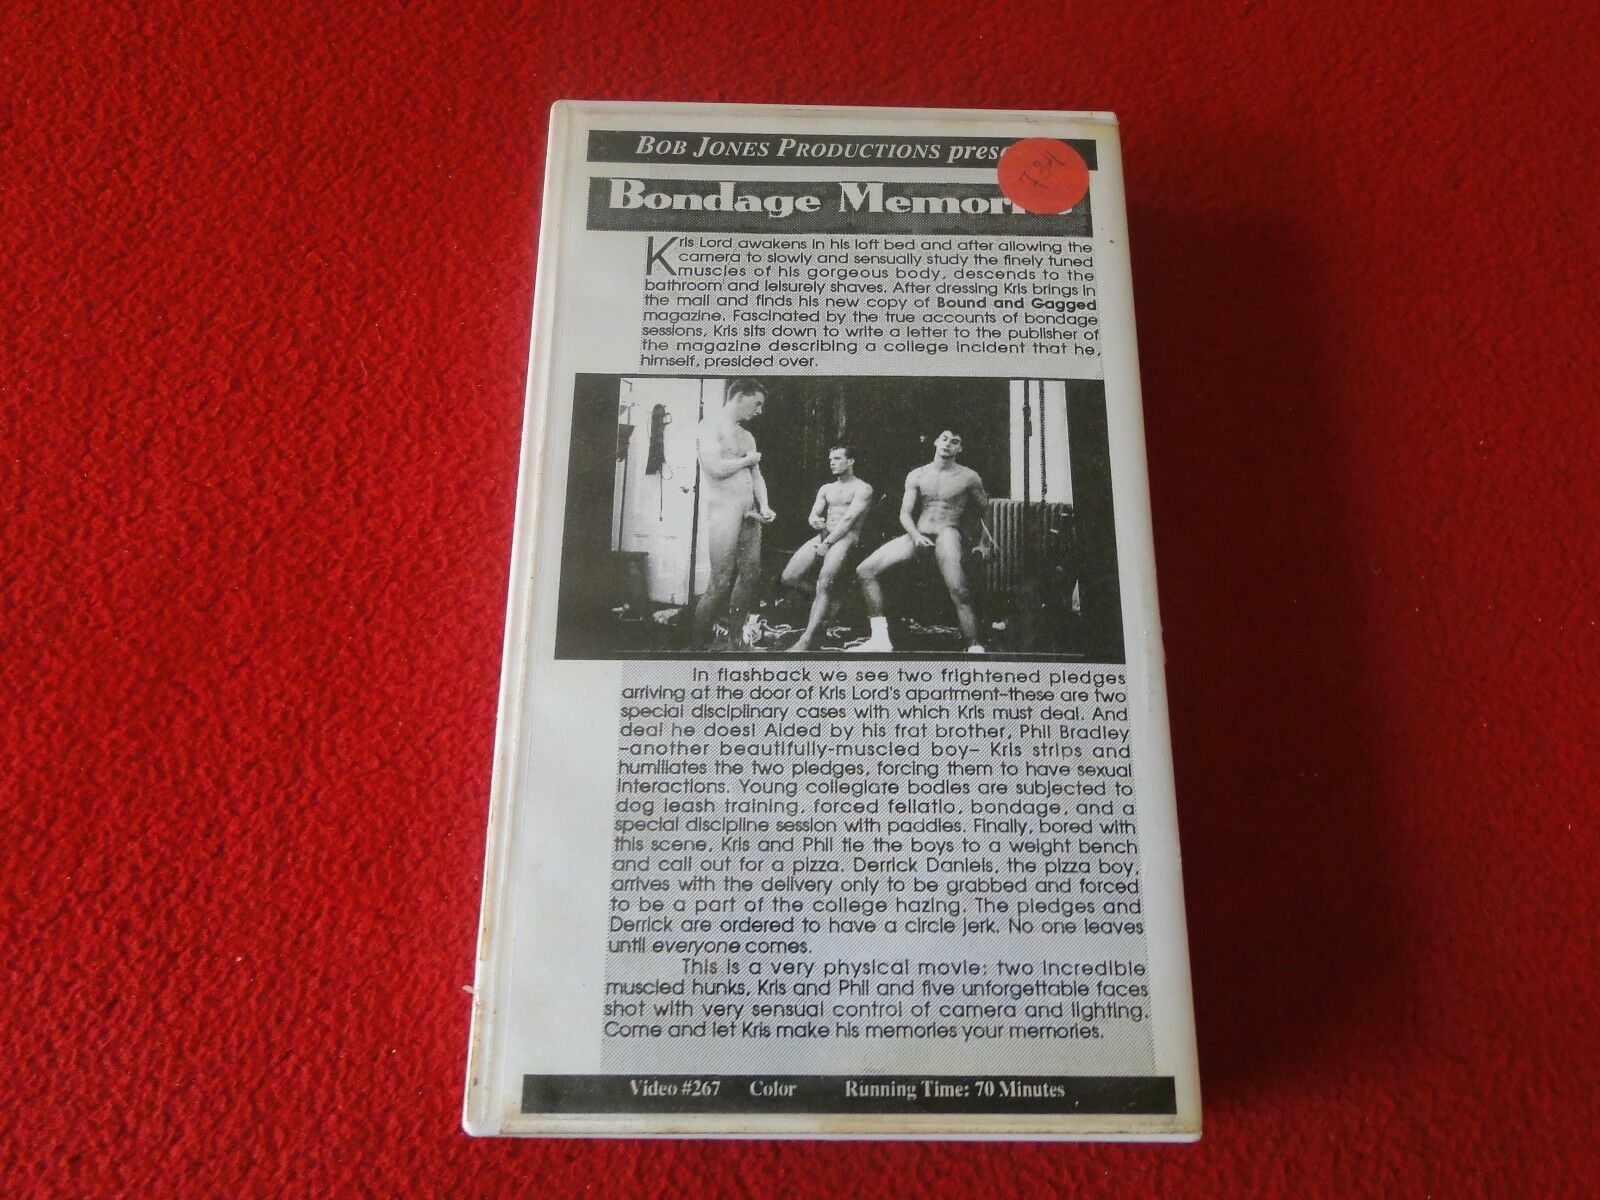 BOB JONES PRODUCTIONS
734
Bondage
Kris Lord awakens in his loft bed and after allowing the
camera to slowly and sensually study the finely tuned
muscles of his gorgeous body, descends to the
bathroom and leisurely shaves. After dressing Kris brings in
the mail and finds his new copy of Bound and Gagged
magazine. Fascinated by the true accounts of bondage
sessions, Kris sits down to write a letter to the publisher of
the magazine describing a college incident that he,
himself, presided over.
In flashback we see two frightened pledges
arriving at the door of Kris Lord's apartment–these are two
special disciplinary cases with which Kris must deal. And
deal he does! Aided by his frat brother, Phil Bradley
–another beautifully-muscled boy– Kris strips and
humiliates the two pledges, forcing them to have sexual
interactions. Young collegiate bodies are subjected to
dog leash training, forced fellatio, bondage, and a
special discipline session with paddles. Finally, bored with
this scene, Kris and Phil tie the boys to a weight bench
and call out for a pizza. Derrick Daniels, the pizza boy,
arrives with the delivery only to be grabbed and forced
to be a part of the college hazing. The pledges and
Derrick are ordered to have a circle jerk. No one leaves
until everyone comes.
This is a very physical movie: two incredible
muscled hunks, Kris and Phil and five unforgettable faces
shot with very sensual control of camera and lighting.
Come and let Kris make his memories your memories.
Video #267 Color Running Time: 70 Minutes